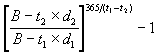 [B - t₂ × d₂ / B - t₁ × d₁]^365/(t₁ - t₂) - 1